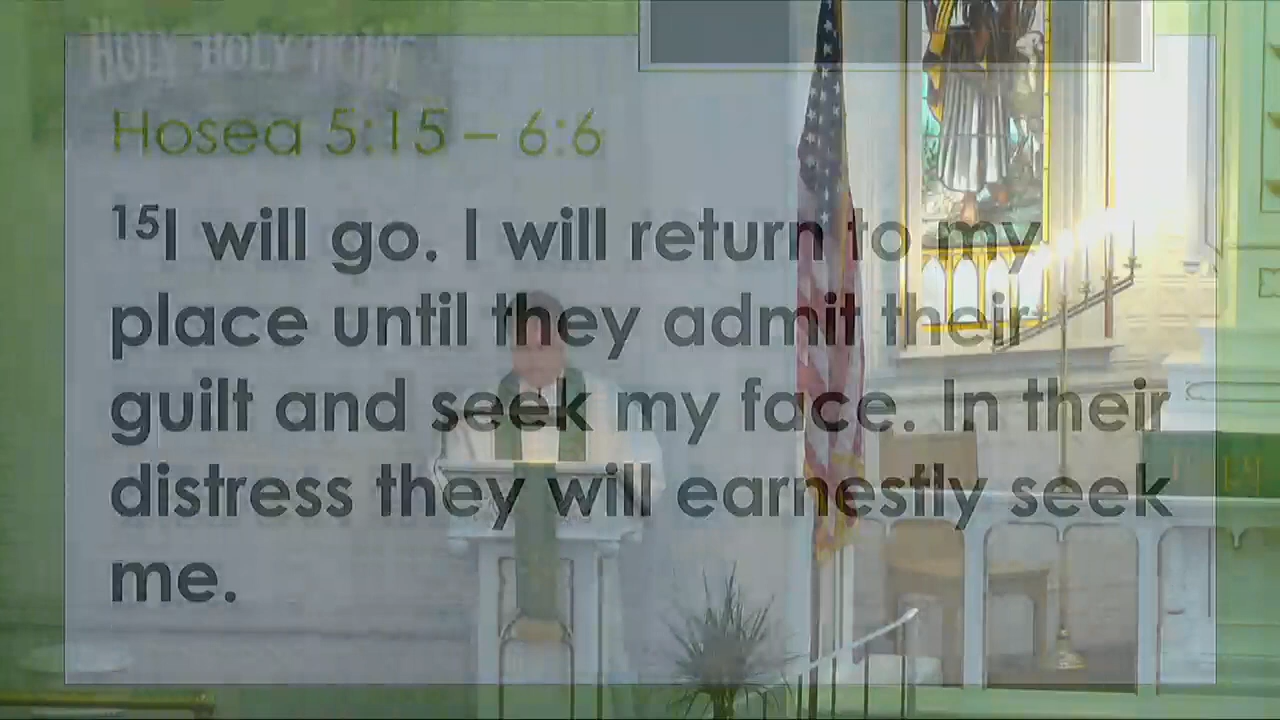 HOLY HOLY HOLY
Hosea 5:15 – 6:6
15I will go. I will return to my
place until they admit their
guilt and seek my face. In their
distress they will earnestly seek
me.